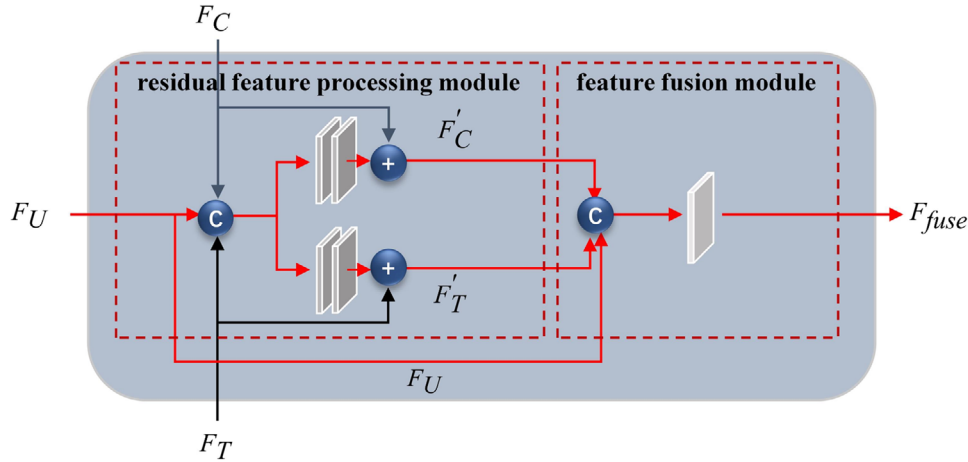 F_C
residual feature processing module
feature fusion module
F'_C
+
F_U
C
C
F_fuse
+
F'_T
F_U
F_T